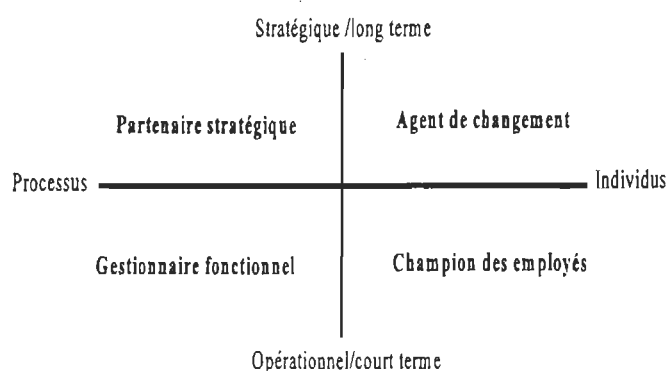 Stratégique /long terme
Partenaire stratégique
Agent de changement
Processus
Individus
Gestionnaire fonctionnel
Champion des employés
Opérationnel/court terme